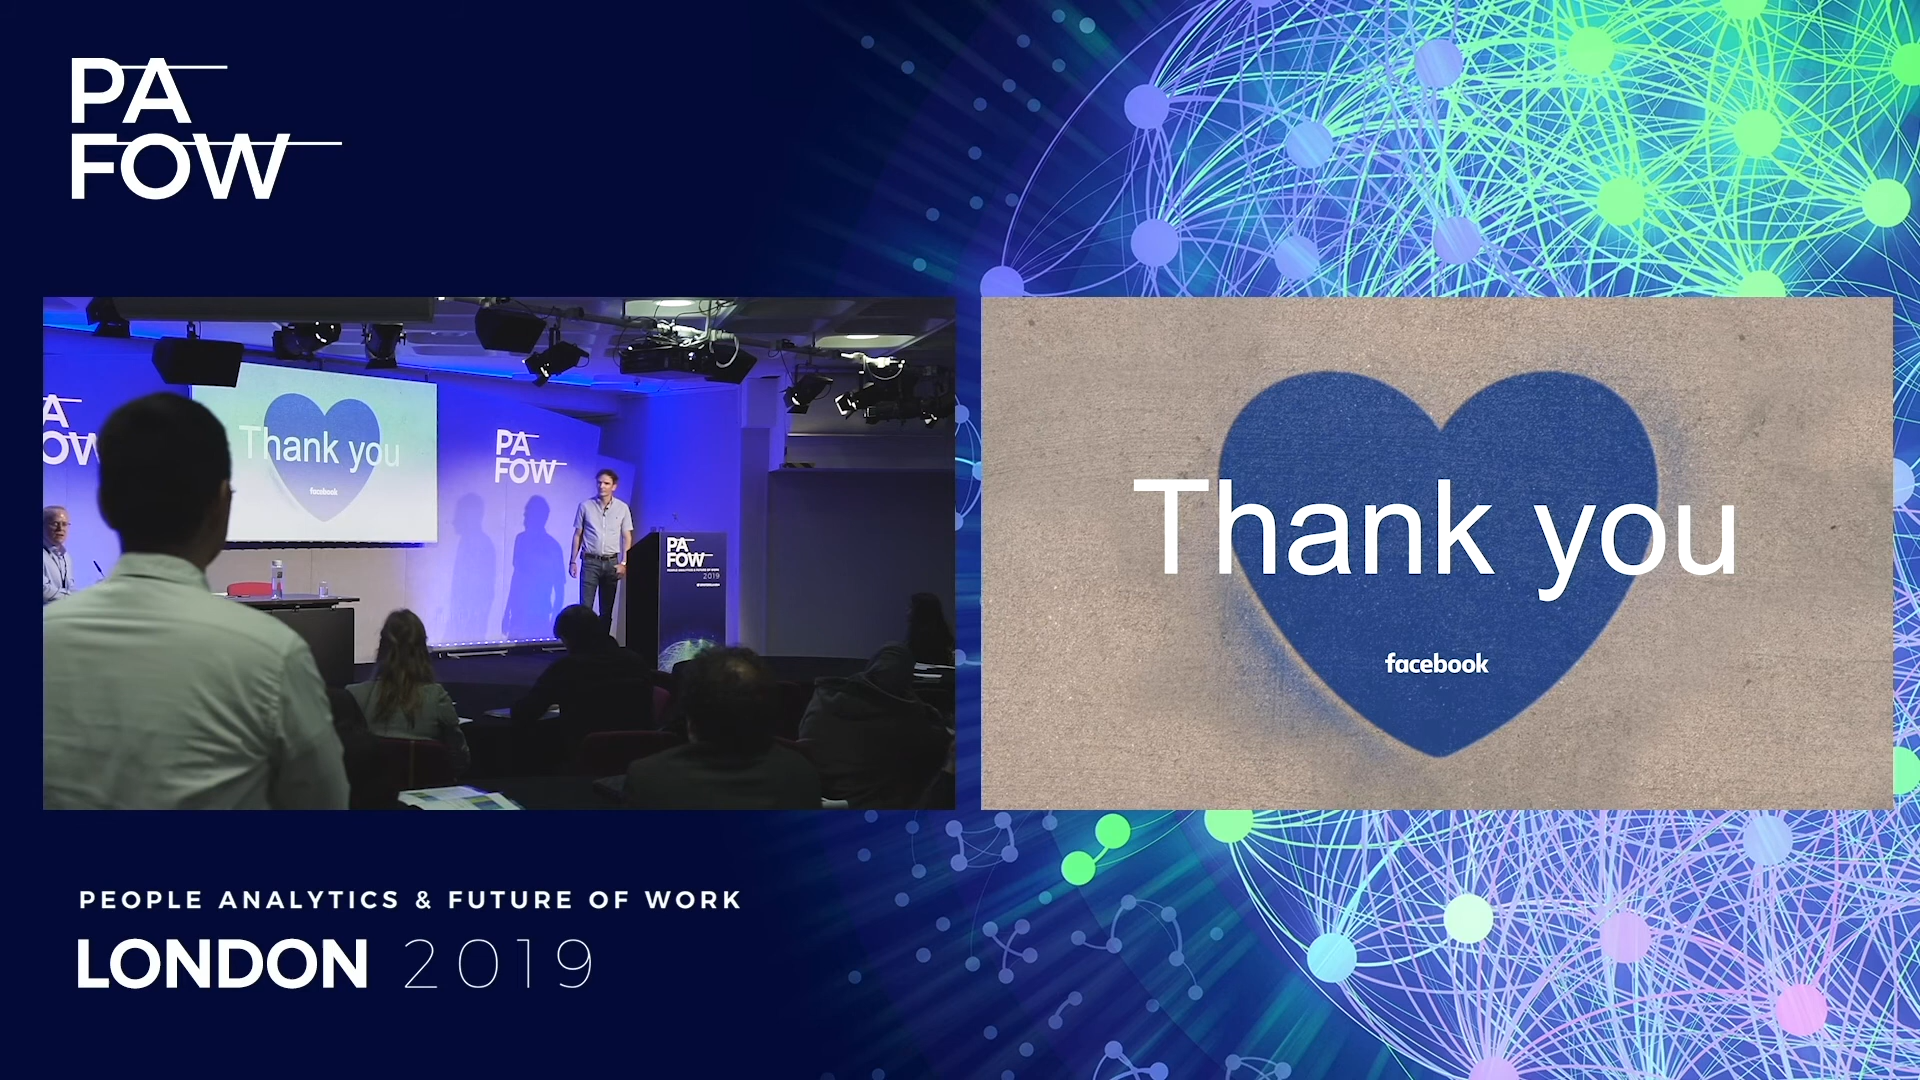 PA
FOW
A
OW
Thank you
facebook
PA
FOW
PA
FOW
2019
Thank you
facebook
PEOPLE ANALYTICS & FUTURE OF WORK
LONDON 2019